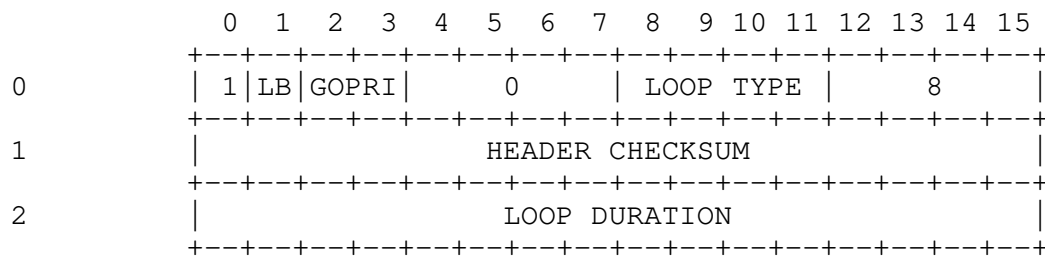 0  1  2  3  4  5  6  7  8  9 10 11 12 13 14 15
              +--+--+--+--+--+--+--+--+--+--+--+--+--+--+--+--+
0             | 1|LB|GOPRI|     0     | LOOP TYPE |     8     |
              +--+--+--+--+--+--+--+--+--+--+--+--+--+--+--+--+
1             |                HEADER CHECKSUM                |
              +--+--+--+--+--+--+--+--+--+--+--+--+--+--+--+--+
2             |                 LOOP DURATION                 |
              +--+--+--+--+--+--+--+--+--+--+--+--+--+--+--+--+